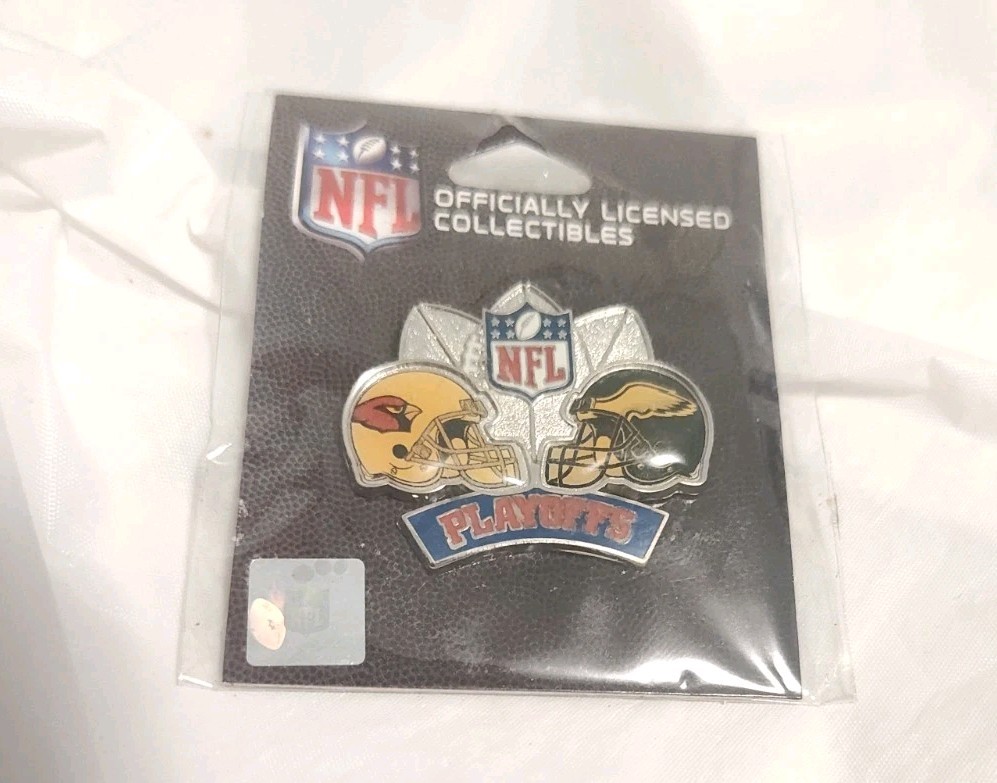 NFL
OFFICIALLY LICENSED
COLLECTIBLES
NFL
PLAYOFFS